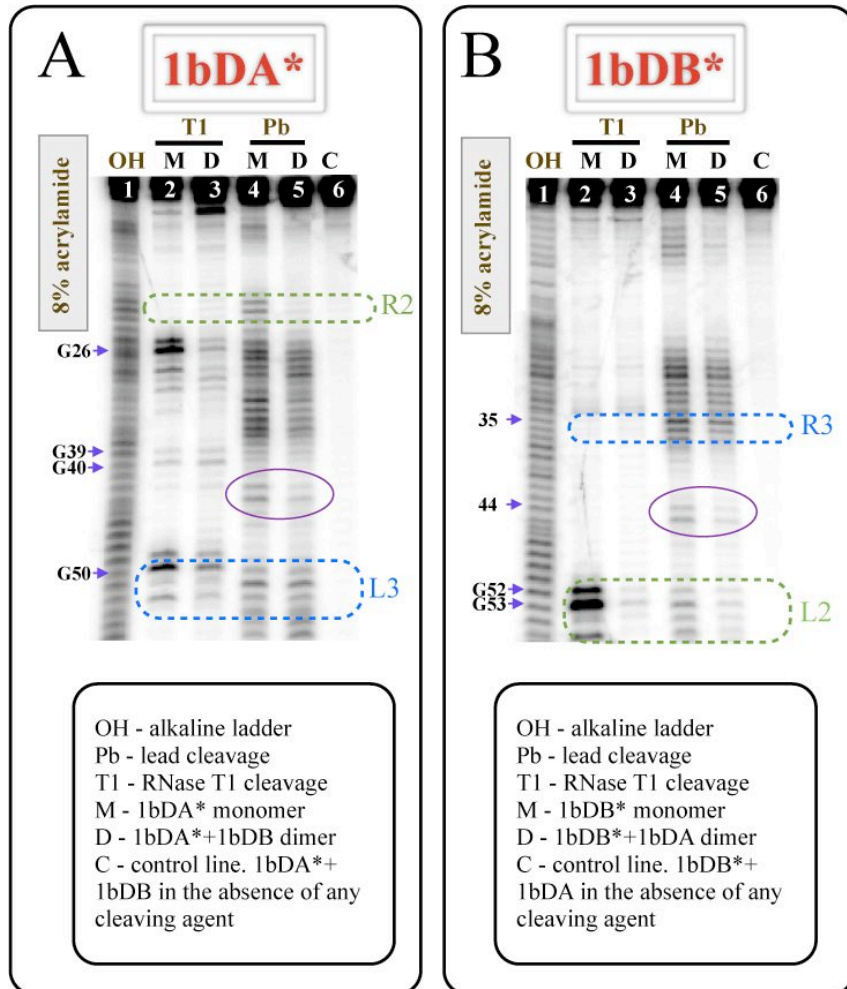 A
1bDA*
T1 Pb
OH M D M D C
8% acrylamide
1 2 3 4 5 6
R2
G26
G39
G40
G50
L3
OH - alkaline ladder
Pb - lead cleavage
T1 - RNase T1 cleavage
M - 1bDA* monomer
D - 1bDA*+1bDB dimer
C - control line. 1bDA*+
1bDB in the absence of any
cleaving agent
B
1bDB*
T1 Pb
OH M D M D C
8% acrylamide
1 2 3 4 5 6
35
R3
44
G52
G53
L2
OH - alkaline ladder
Pb - lead cleavage
T1 - RNase T1 cleavage
M - 1bDB* monomer
D - 1bDB*+1bDA dimer
C - control line. 1bDB*+
1bDA in the absence of any
cleaving agent